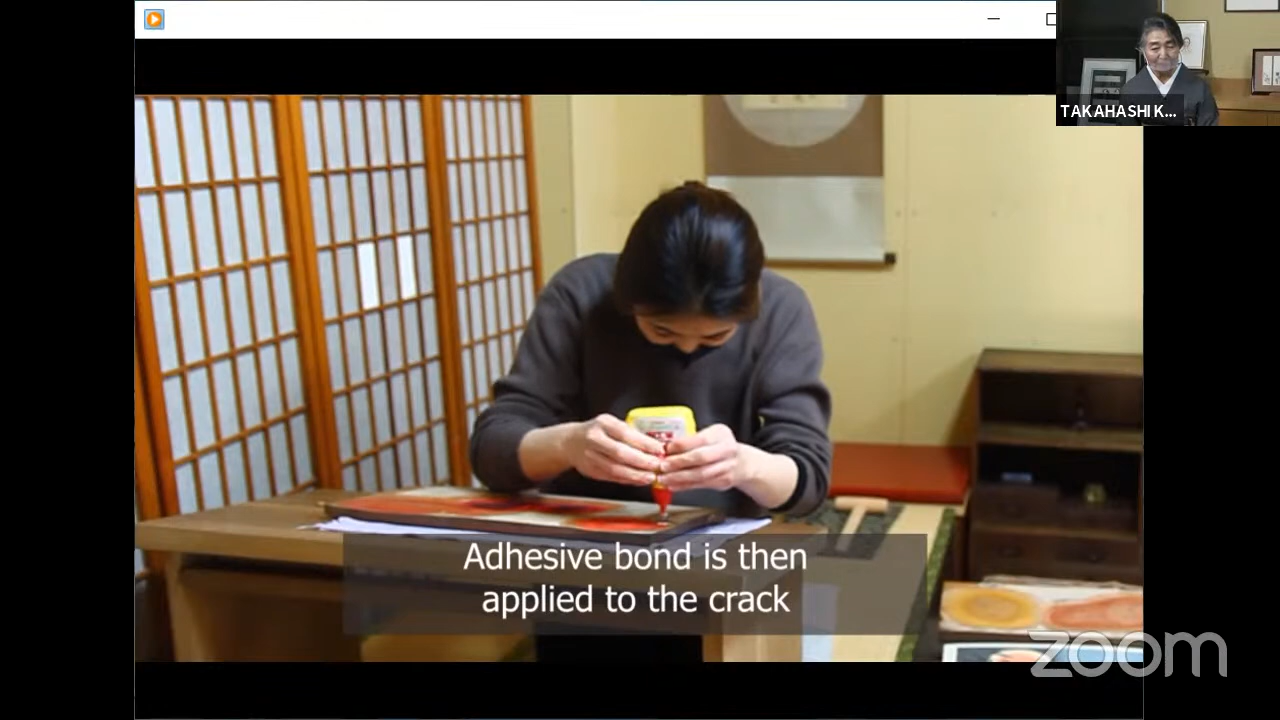 TAKAHASHI K...
Adhesive bond is then
applied to the crack
zoom